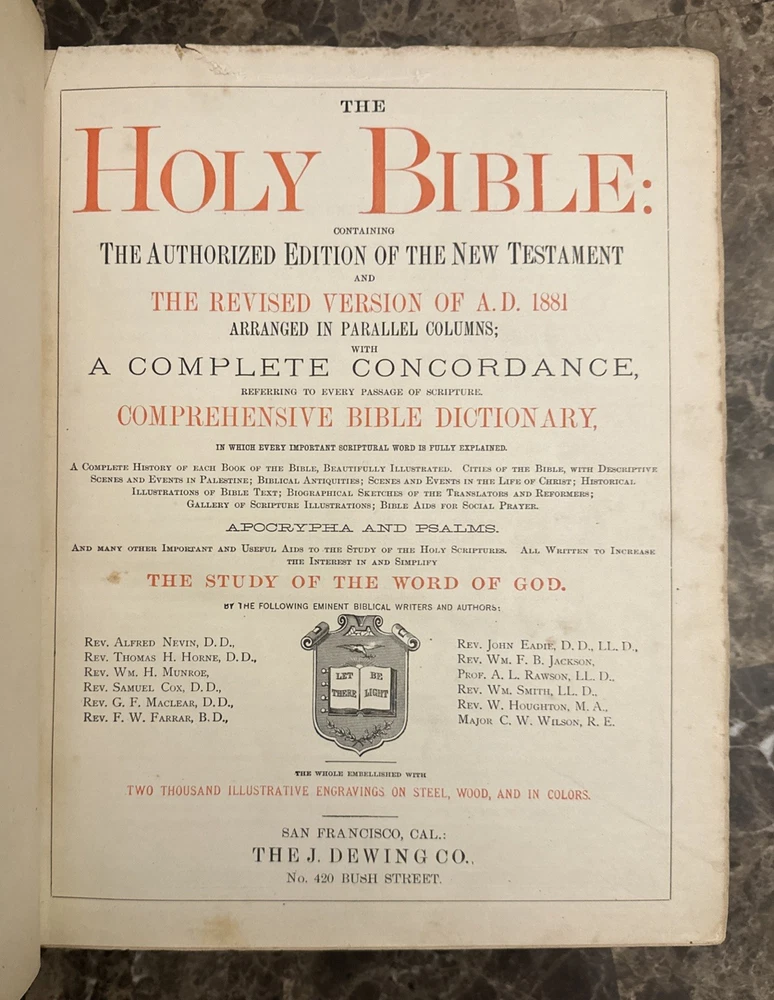 THE
HOLY BIBLE:
CONTAINING
THE AUTHORIZED EDITION OF THE NEW TESTAMENT
AND
THE REVISED VERSION OF A.D. 1881
ARRANGED IN PARALLEL COLUMNS;
WITH
A COMPLETE CONCORDANCE,
REFERRING TO EVERY PASSAGE OF SCRIPTURE.
COMPREHENSIVE BIBLE DICTIONARY,
IN WHICH EVERY IMPORTANT SCRIPTURAL WORD IS FULLY EXPLAINED.
A COMPLETE HISTORY OF EACH BOOK OF THE BIBLE, BEAUTIFULLY ILLUSTRATED. CITIES OF THE BIBLE, WITH DESCRIPTIVE
SCENES AND EVENTS IN PALESTINE; BIBLICAL ANTIQUITIES; SCENES AND EVENTS IN THE LIFE OF CHRIST; HISTORICAL
ILLUSTRATIONS OF BIBLE TEXT; BIOGRAPHICAL SKETCHES OF THE TRANSLATORS AND REFORMERS;
GALLERY OF SCRIPTURE ILLUSTRATIONS; BIBLE AIDS FOR SOCIAL PRAYER.
APOCRYPHA AND PSALMS.
AND MANY OTHER IMPORTANT AND USEFUL AIDS TO THE STUDY OF THE HOLY SCRIPTURES. ALL WRITTEN TO INCREASE
THE INTEREST IN AND SIMPLIFY
THE STUDY OF THE WORD OF GOD.
BY THE FOLLOWING EMINENT BIBLICAL WRITERS AND AUTHORS:
REV. ALFRED NEVIN, D.D.,
REV. THOMAS H. HORNE, D.D.,
REV. WM. H. MUNROE,
REV. SAMUEL COX, D.D.,
REV. G. F. MACLEAR, D.D.,
REV. F. W. FARRAR, B.D.,
LET THERE
BE LIGHT
REV. JOHN EADIE, D.D., LL.D.,
REV. WM. F. B. JACKSON,
PROF. A. L. RAWSON, LL. D.,
REV. WM. SMITH, LL. D.,
REV. W. HOUGHTON, M. A.,
MAJOR C. W. WILSON, R. E.
THE WHOLE EMBELLISHED WITH
TWO THOUSAND ILLUSTRATIVE ENGRAVINGS ON STEEL, WOOD, AND IN COLORS.
SAN FRANCISCO, CAL.:
THE J. DEWING CO.,
No. 420 BUSH STREET.